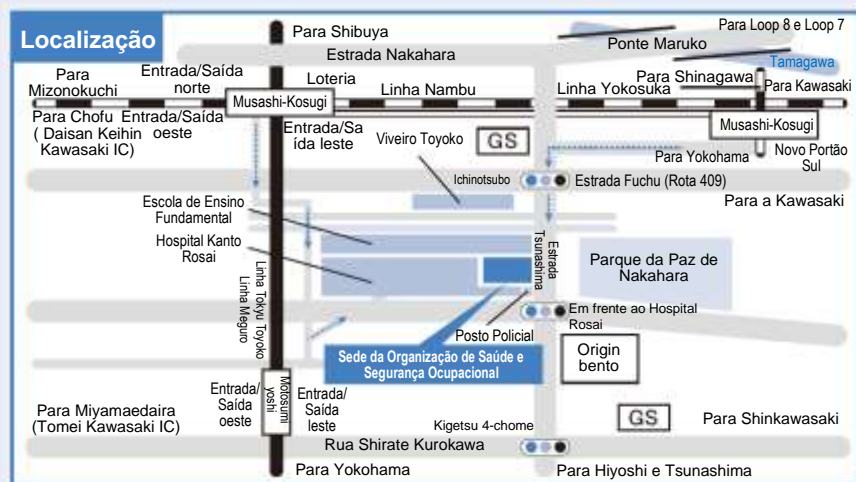 Localização
Para Shibuya
Estrada Nakahara
Para Loop 8 e Loop 7
Ponte Maruko
Tamagawa
Para
Mizonokuchi
Entrada/Saída
norte
Loteria
Linha Nambu
Linha Yokosuka
Para Shinagawa
Para Kawasaki
Musashi-Kosugi
Musashi-Kosugi
Para Chofu
( Daisan Keihin
Kawasaki IC)
Entrada/Saída
oeste
Entrada/Sa
ída leste
Viveiro Toyoko
GS
Para Yokohama
Novo Portão
Sul
Ichinotsubo
Estrada Fuchu (Rota 409)
Para a Kawasaki
Escola de Ensino
Fundamental
Hospital Kanto
Rosai
Linha Tokyu Toyoko
Linha Meguro
Estrada
Tsunashima
Parque da Paz de
Nakahara
Em frente ao Hospital
Rosai
Posto Policial
Sede da Organização de Saúde e
Segurança Ocupacional
Origin
bento
Para Miyamaedaira
(Tomei Kawasaki IC)
Entrada/
Saída
oeste
Motosumi
yoshi
Entrada/
Saída
leste
Kigetsu 4-chome
GS
Para Shinkawasaki
Rua Shirate Kurokawa
Para Yokohama
Para Hiyoshi e Tsunashima